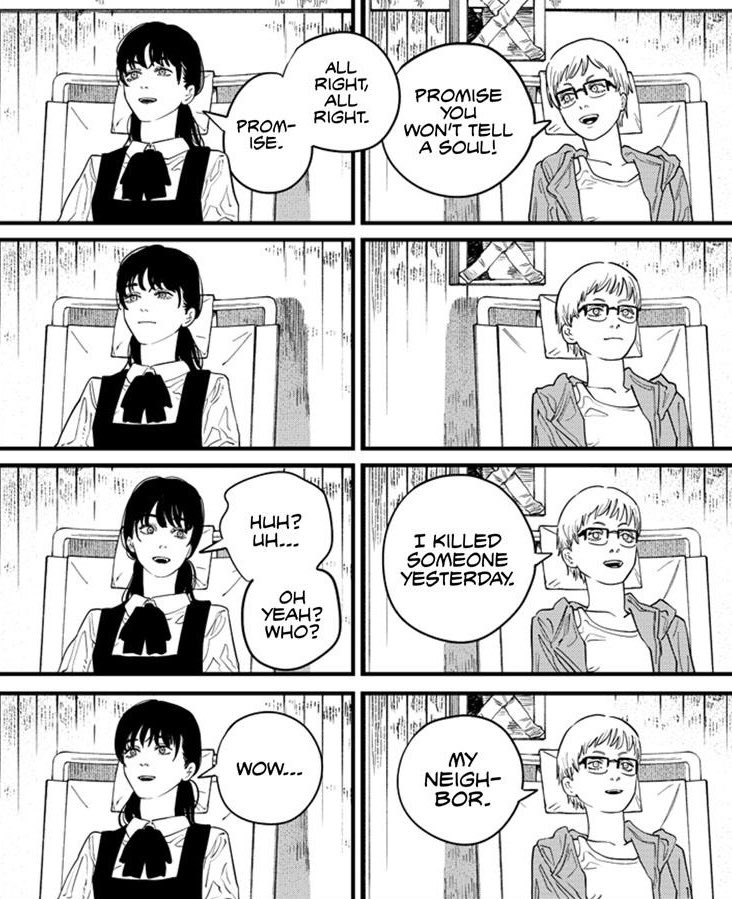 PROMISE
YOU
WON'T TELL
A SOUL!
ALL
RIGHT,
ALL
RIGHT.
PROM-
ISE.
I KILLED
SOMEONE
YESTERDAY.
HUH?
UH...
OH
YEAH?
WHO?
MY
NEIGH-
BOR.
WOW...